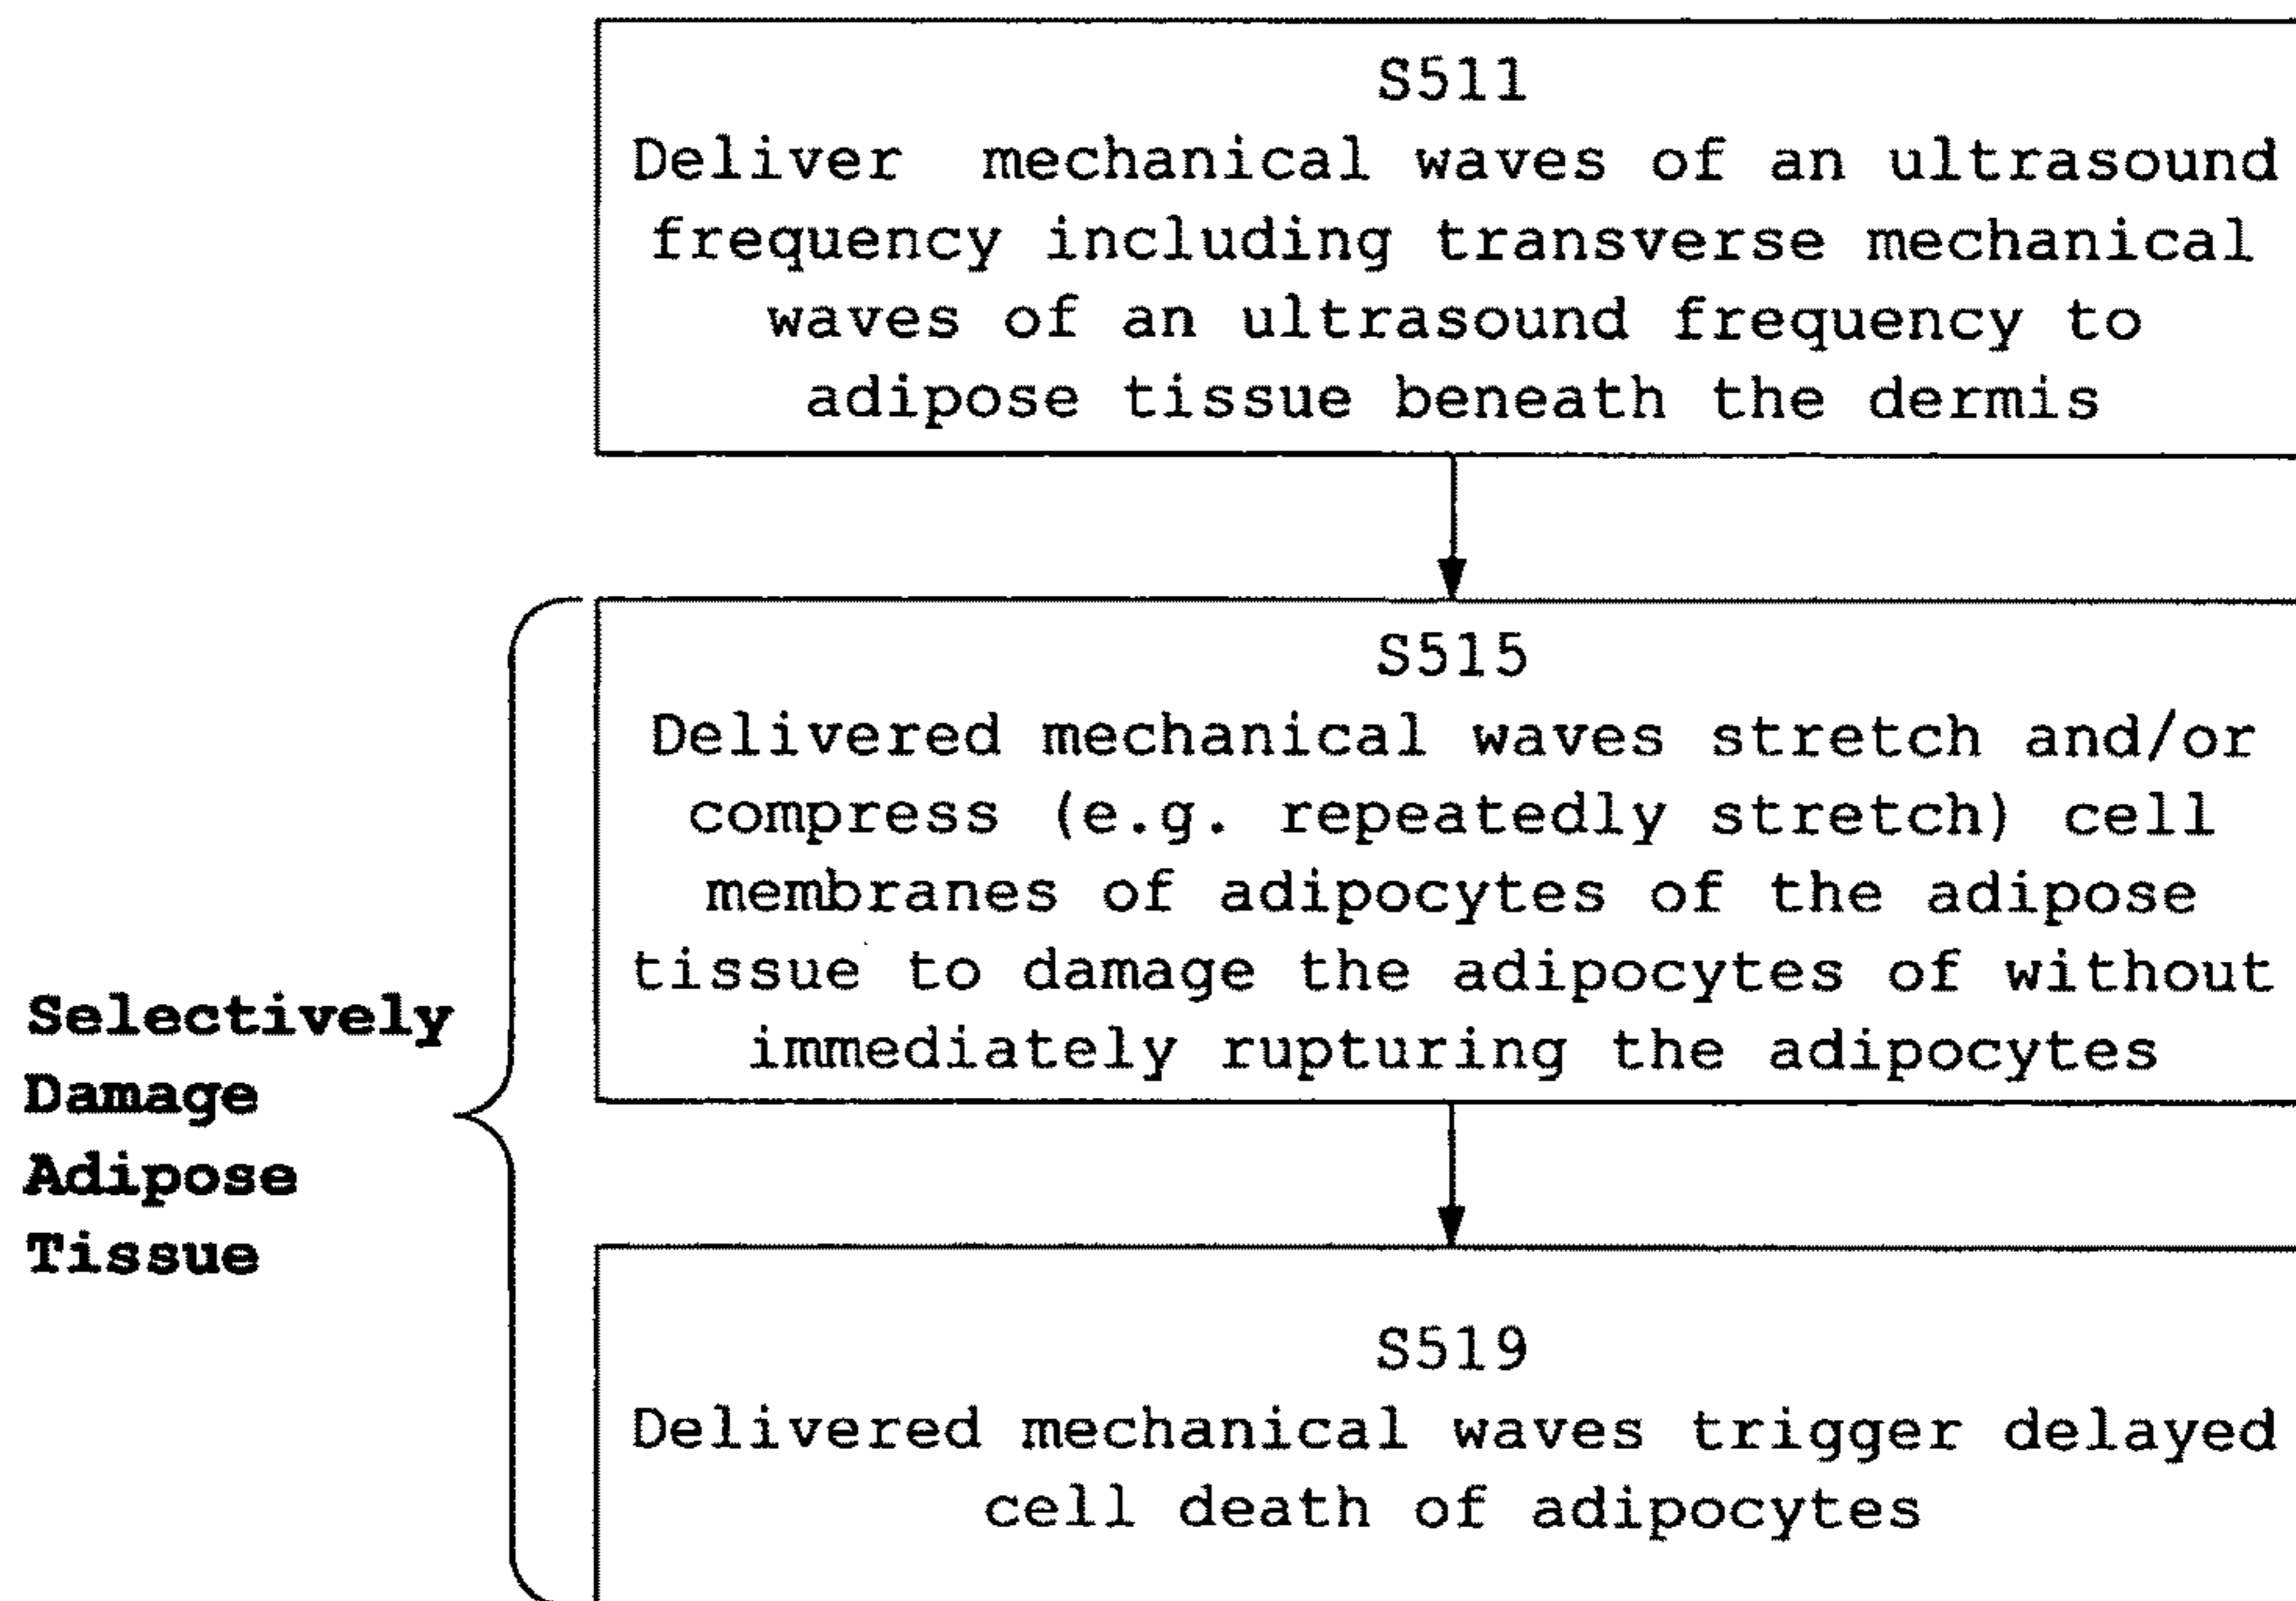 S511
Deliver mechanical waves of an ultrasound
frequency including transverse mechanical
waves of an ultrasound frequency to
adipose tissue beneath the dermis
S515
Delivered mechanical waves stretch and/or
compress (e.g. repeatedly stretch) cell
membranes of adipocytes of the adipose
tissue to damage the adipocytes of without
immediately rupturing the adipocytes
Selectively
Damage
Adipose
Tissue
S519
Delivered mechanical waves trigger delayed
cell death of adipocytes